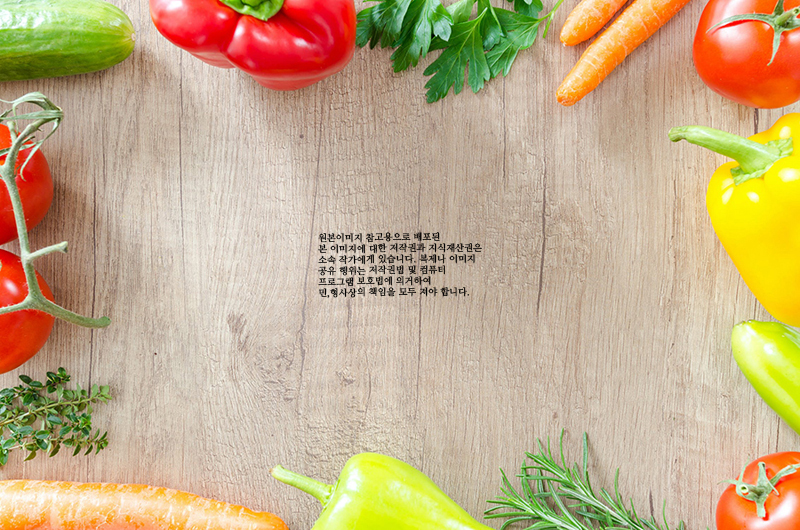 원본이미지 참고용으로 배포된
본 이미지에 대한 저작권과 지식재산권은
소속 작가에게 있습니다. 복제나 이미지
공유 행위는 저작권법 및 컴퓨터
프로그램 보호법에 의거하여
민,형사상의 책임을 모두 져야 합니다.